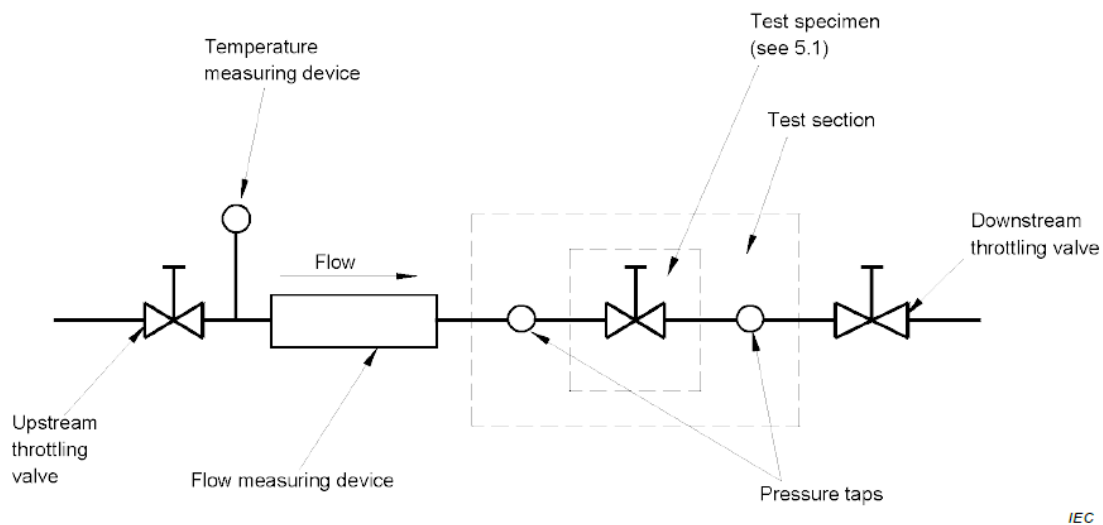 Temperature
measuring device
Test specimen
(see 5.1)
Test section
Downstream
throttling valve
Flow
Upstream
throttling
valve
Flow measuring device
Pressure taps
IEC